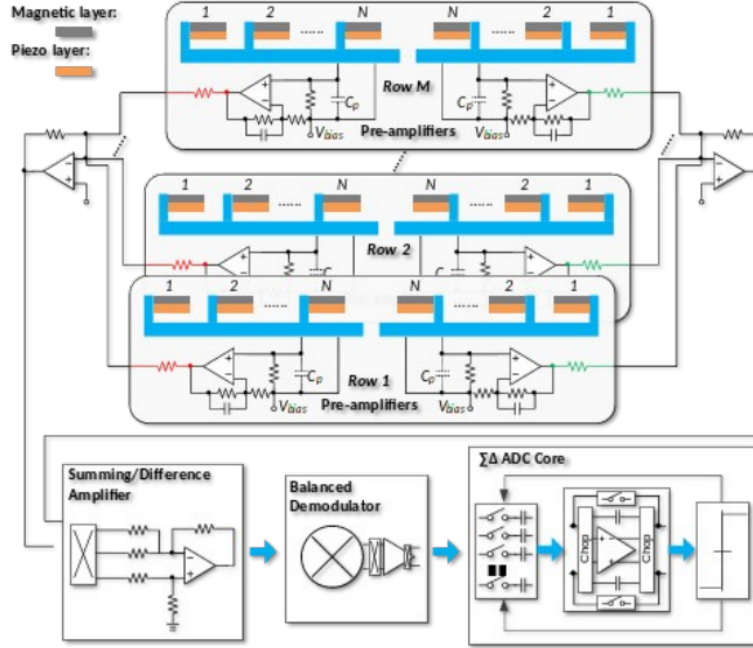 Magnetic layer:
Piezo layer:
1 2 ...... N N ...... 2 1
Row M
Cp Cp
Vbias Pre-amplifiers Vbias
1 2 ...... N N ...... 2 1
Row 2
1 2 ...... N N ...... 2 1
Row 1
Cp Cp
Vbias Pre-amplifiers Vbias
Summing/Difference
Amplifier
Balanced
Demodulator
∑Δ ADC Core
Chop Chop